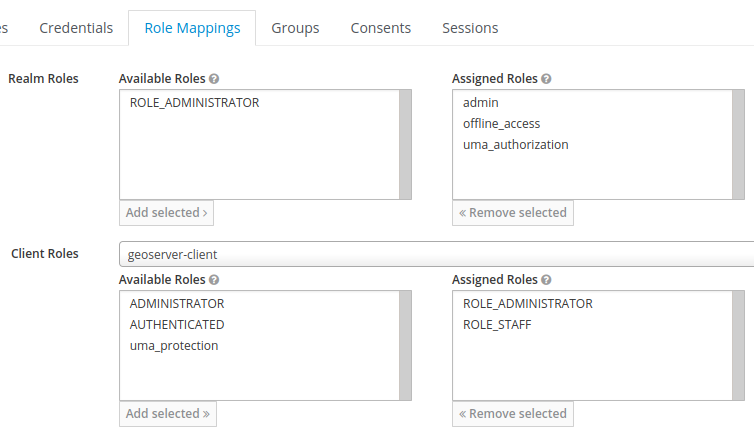 es Credentials Role Mappings Groups Consents Sessions
Realm Roles Available Roles Assigned Roles
ROLE_ADMINISTRATOR admin
offline_access
uma_authorization
Add selected › « Remove selected
Client Roles geoserver-client
Available Roles Assigned Roles
ADMINISTRATOR ROLE_ADMINISTRATOR
AUTHENTICATED ROLE_STAFF
uma_protection
Add selected » « Remove selected